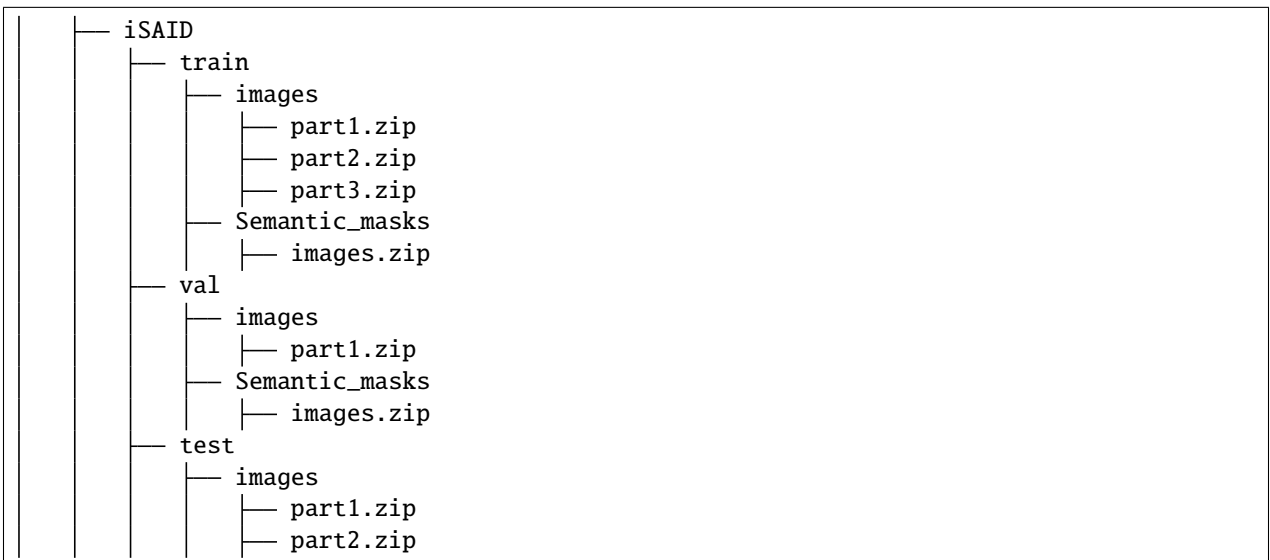 │   ├── iSAID
│   │   ├── train
│   │   │   ├── images
│   │   │   │   ├── part1.zip
│   │   │   │   ├── part2.zip
│   │   │   │   ├── part3.zip
│   │   │   ├── Semantic_masks
│   │   │   │   ├── images.zip
│   │   ├── val
│   │   │   ├── images
│   │   │   │   ├── part1.zip
│   │   │   ├── Semantic_masks
│   │   │   │   ├── images.zip
│   │   ├── test
│   │   │   ├── images
│   │   │   │   ├── part1.zip
│   │   │   │   ├── part2.zip